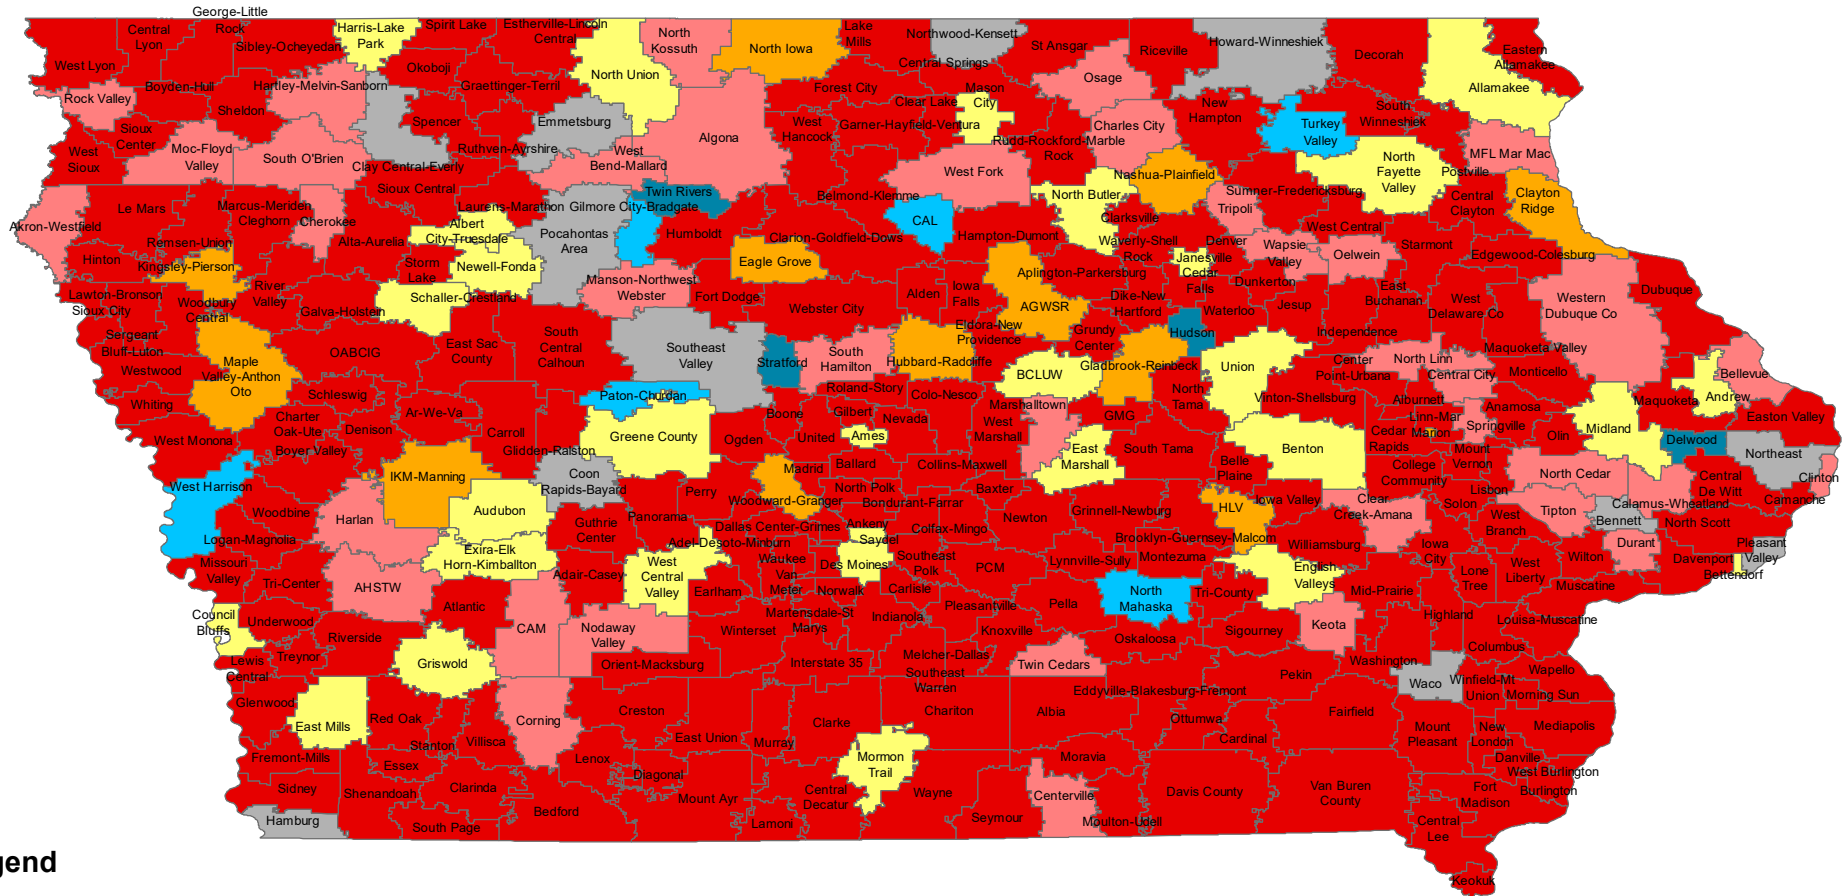 George-Little
Rock
Central
Lyon
West Lyon
Sibley-Ocheyedan
Harris-Lake
Park
Spirit Lake
Estherville-Lincoln
Central
North Union
North
Kossuth
North Iowa
Lake
Mills
Northwood-Kensett
Central Springs
St Ansgar
Riceville
Howard-Winneshiek
Decorah
Eastern
Allamakee
Allamakee
Okoboji
Graettinger-Terril
Boyden-Hull
Hartley-Melvin-Sanborn
Rock Valley
Sheldon
Spencer
Emmetsburg
Forest City
Clear Lake
Mason
City
Osage
New
Hampton
South
Winneshiek
Turkey
Valley
Sioux
Center
West
Sioux
Moc-Floyd
Valley
South O'Brien
Clay Central-Everly
Ruthven-Ayrshire
West
Bend-Mallard
Algona
West
Hancock
Garner-Hayfield-Ventura
Rudd-Rockford-Marble
Rock
Charles City
North
Fayette
Valley
Postville
MFL Mar Mac
Akron-Westfield
Le Mars
Marcus-Meriden
Cleghorn
Cherokee
Sioux Central
Laurens-Marathon
Gilmore City-Bradgate
Twin Rivers
Belmond-Klemme
West Fork
North Butler
Nashua-Plainfield
Sumner-Fredericksburg
Tripoli
Central
Clayton
Clayton
Ridge
Remsen-Union
Hinton
Kingsley-Pierson
Alta-Aurelia
Storm
Lake
Albert
City-Truesdale
Newell-Fonda
Pocahontas
Area
Humboldt
Clarion-Goldfield-Dows
CAL
Hampton-Dumont
Clarksville
Waverly-Shell
Rock
Denver
Janesville
Cedar
Falls
Wapsie
Valley
West Central
Oelwein
Starmont
Edgewood-Colesburg
Lawton-Bronson
Sioux City
Woodbury
Central
River
Valley
Galva-Holstein
Schaller-Crestland
Manson-Northwest
Webster
Fort Dodge
Eagle Grove
Webster City
Alden
Iowa
Falls
Aplington-Parkersburg
AGWSR
Dike-New
Hartford
Dunkerton
Waterloo
Jesup
East
Buchanan
West
Delaware Co
Western
Dubuque Co
Dubuque
Sergeant
Bluff-Luton
Westwood
Maple
Valley-Anthon
Oto
OABCIG
East Sac
County
South
Central
Calhoun
Southeast
Valley
Stratford
South
Hamilton
Hubbard-Radcliffe
Eldora-New
Providence
Grundy
Center
Hudson
Gladbrook-Reinbeck
BCLUW
Union
Independence
Center
Point-Urbana
North Linn
Central City
Maquoketa Valley
Monticello
Bellevue
Andrew
Whiting
Schleswig
Charter
Oak-Ute
Denison
Ar-We-Va
Carroll
Glidden-Ralston
Paton-Churdan
Greene County
Ogden
Boone
Roland-Story
Gilbert
Ames
Nevada
Colo-Nesco
United
West
Marshall
Marshalltown
GMG
North
Tama
Vinton-Shellsburg
Alburnett
Linn-Mar
Marion
Cedar
Rapids
Springville
Anamosa
Olin
Midland
Maquoketa
Easton Valley
West Monona
Boyer Valley
West Harrison
IKM-Manning
Coon
Rapids-Bayard
Madrid
Ballard
Collins-Maxwell
East
Marshall
South Tama
Benton
Belle
Plaine
College
Community
Mount
Vernon
Delwood
Northeast
Clinton
Woodbine
Harlan
Audubon
Guthrie
Center
Panorama
Perry
Woodward-Granger
North Polk
Bondurant-Farrar
Baxter
Newton
Grinnell-Newburg
HLV
Iowa Valley
Clear
Creek-Amana
Solon
Lisbon
North Cedar
Tipton
Calamus-Wheatland
Central
De Witt
Camanche
Logan-Magnolia
Missouri
Valley
Tri-Center
Exira-Elk
Horn-Kimballton
Adair-Casey
Dallas Center-Grimes
Adel-Desoto-Minburn
Ankeny
Saydel
Colfax-Mingo
Brooklyn-Guernsey-Malcom
Williamsburg
Iowa
City
West
Branch
Bennett
North Scott
Durant
Pleasant
Valley
AHSTW
Atlantic
West
Central
Valley
Waukee
Van
Meter
Des Moines
Southeast
Polk
PCM
Lynnville-Sully
Montezuma
English
Valleys
Lone
Tree
West
Liberty
Wilton
Davenport
Bettendorf
Muscatine
Council
Bluffs
Underwood
Riverside
CAM
Nodaway
Valley
Earlham
Norwalk
Carlisle
Martensdale-St
Marys
Indianola
Pleasantville
Pella
North
Mahaska
Tri-County
Mid-Prairie
Highland
Louisa-Muscatine
Lewis
Central
Treynor
Griswold
Orient-Macksburg
Winterset
Interstate 35
Knoxville
Melcher-Dallas
Southeast
Warren
Twin Cedars
Oskaloosa
Sigourney
Keota
Washington
Columbus
Wapello
Glenwood
East Mills
Red Oak
Stanton
Villisca
Corning
Creston
East Union
Murray
Clarke
Chariton
Albia
Eddyville-Blakesburg-Fremont
Ottumwa
Cardinal
Pekin
Fairfield
Waco
Winfield-Mt
Union
Morning Sun
Mediapolis
Mount
Pleasant
New
London
Danville
West Burlington
Burlington
Fremont-Mills
Sidney
Essex
Shenandoah
Clarinda
Lenox
Diagonal
Mount Ayr
Central
Decatur
Mormon
Trail
Wayne
Moravia
Centerville
Davis County
Van Buren
County
Fort
Madison
Hamburg
South Page
Bedford
Lamoni
Seymour
Moulton-Udell
Central
Lee
Keokuk
gend